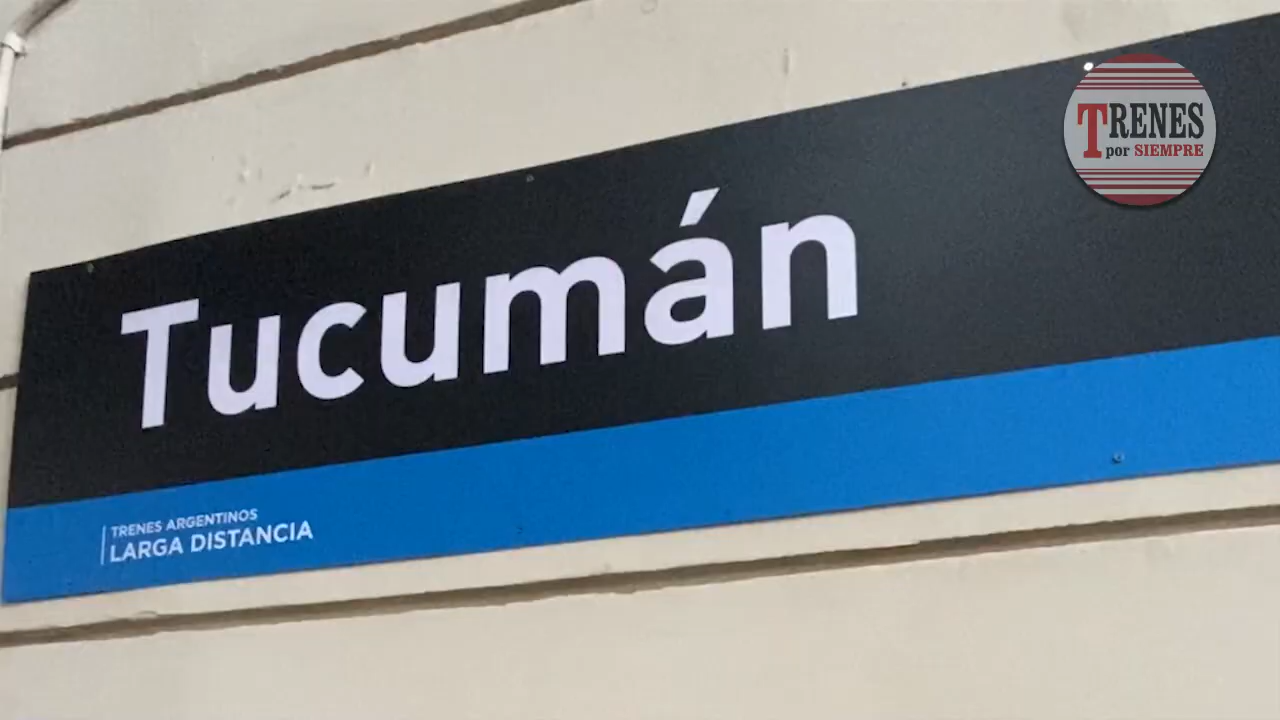 TRENES
por SIEMPRE
Tucumán
TRENES ARGENTINOS
LARGA DISTANCIA